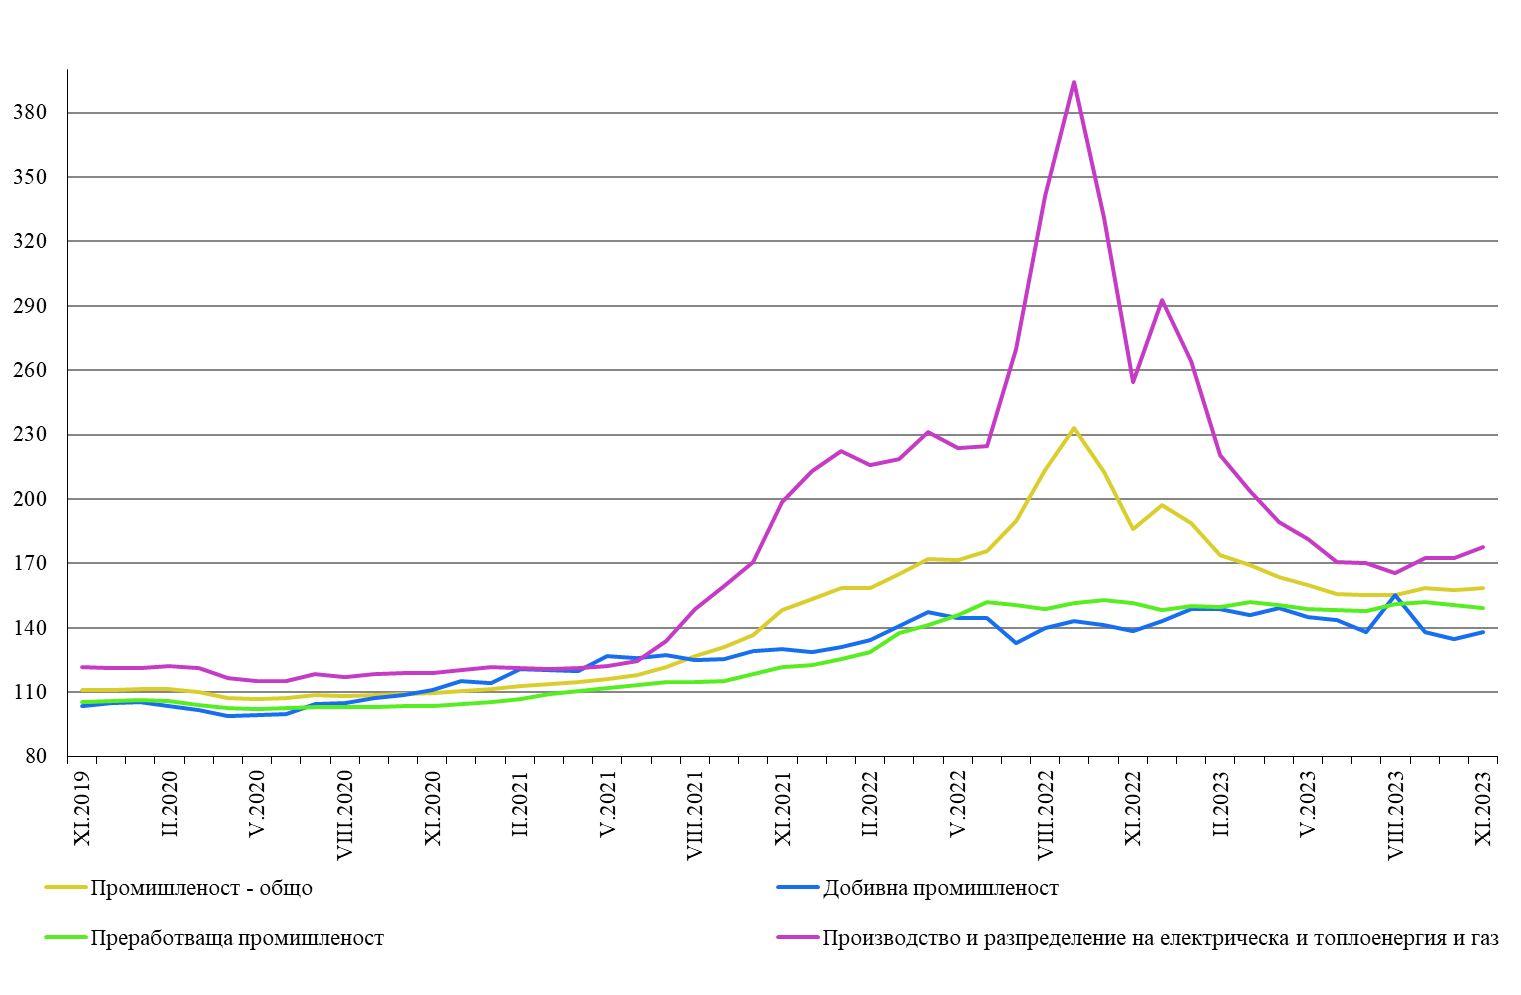 380
350
320
290
260
230
200
170
140
110
80
XI.2019
II.2020
V.2020
VIII.2020
XI.2020
II.2021
V.2021
VIII.2021
XI.2021
II.2022
V.2022
VIII.2022
XI.2022
II.2023
V.2023
VIII.2023
XI.2023
Промишленост - общо
Добивна промишленост
Преработваща промишленост
Производство и разпределение на електрическа и топлоенергия и газ